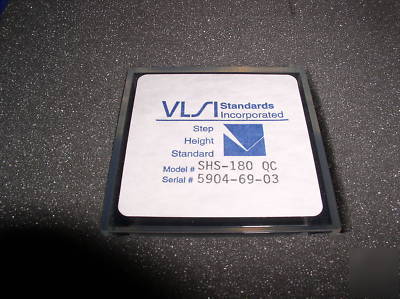 VLSI Standards
Incorporated
Step
Height
Standard
Model # SHS-180 QC
Serial # 5904-69-03